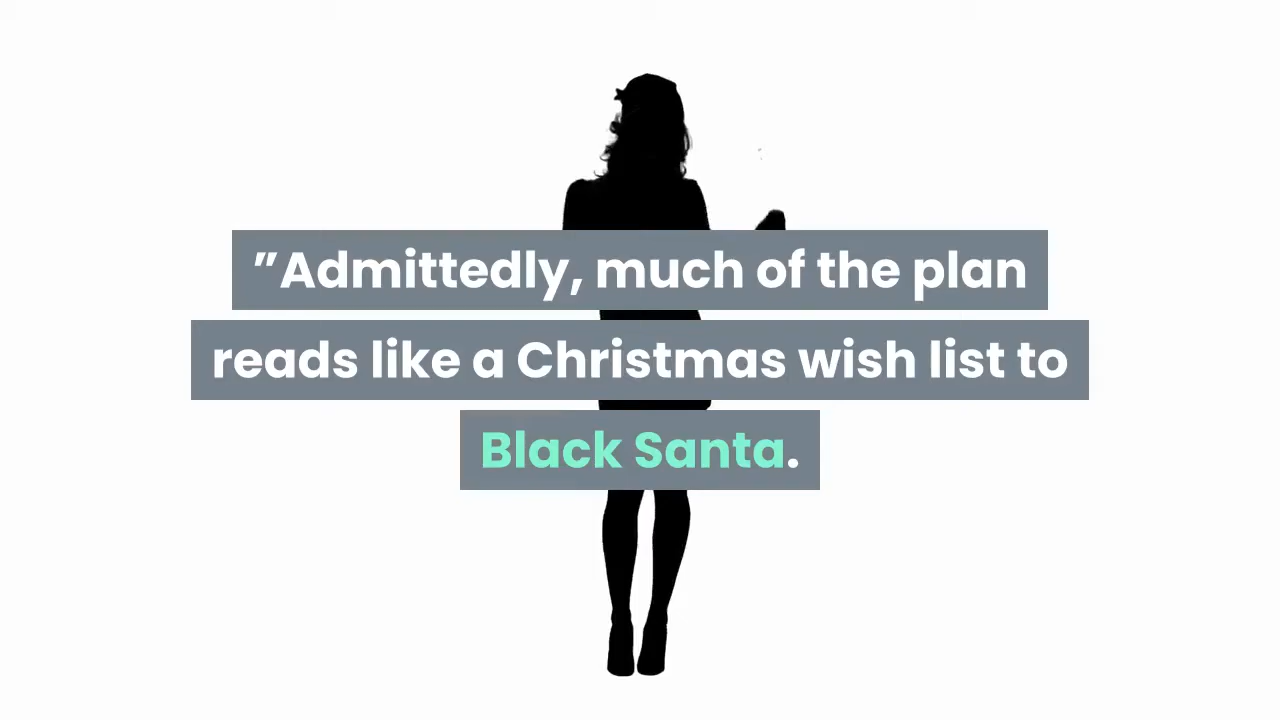 ”Admittedly, much of the plan
reads like a Christmas wish list to
Black Santa.